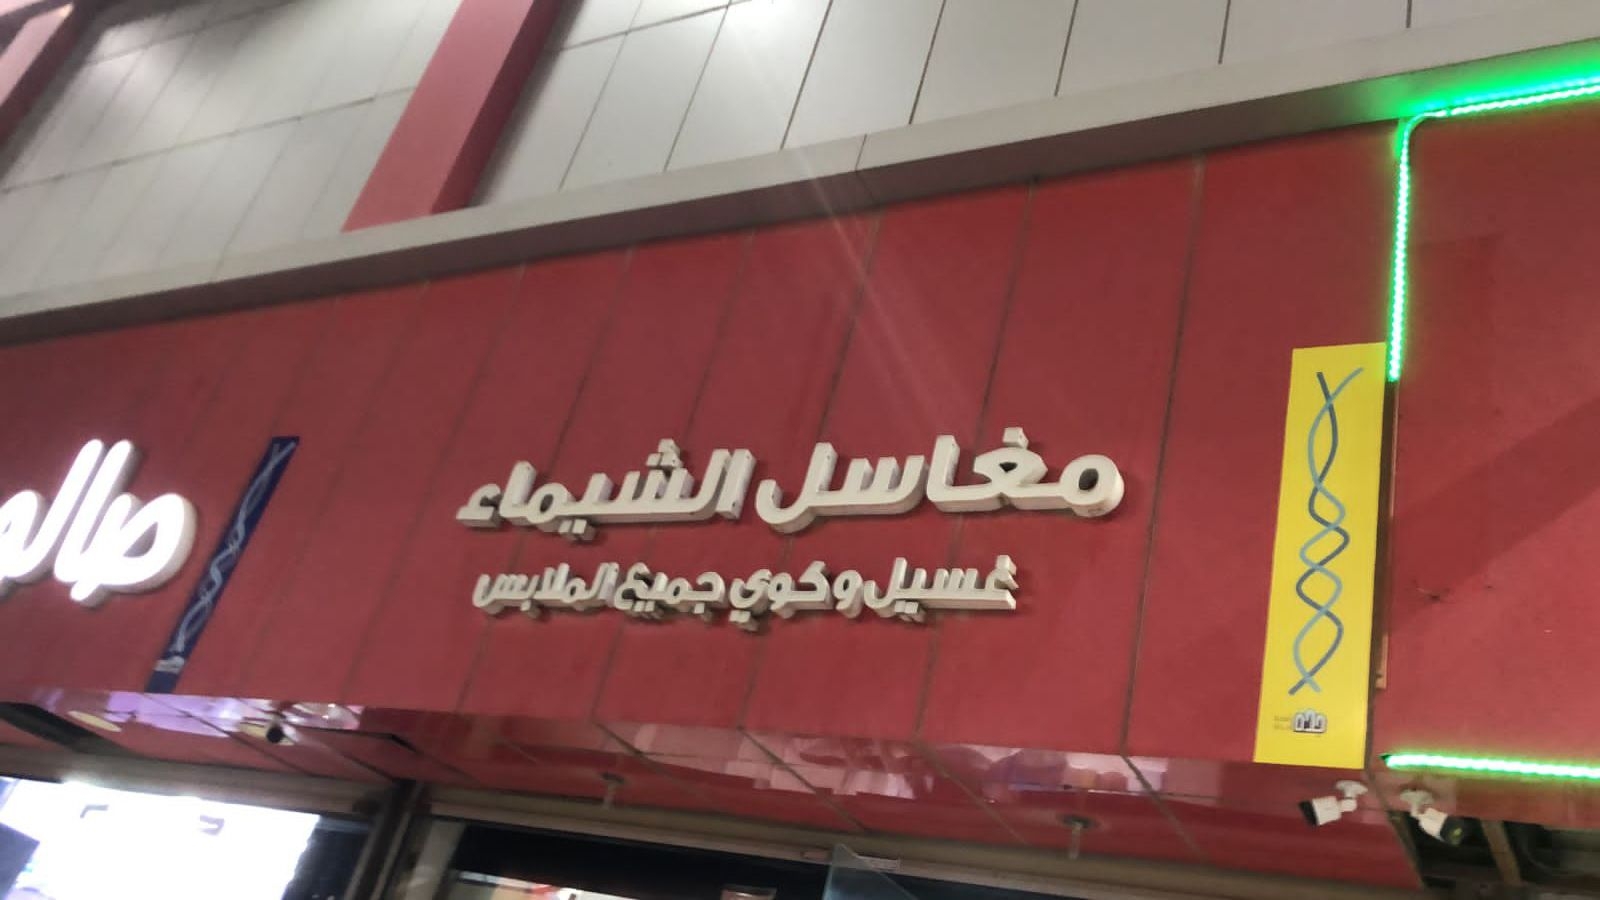 مغاسل الشيماء
غسيل وكوي جميع الملابس